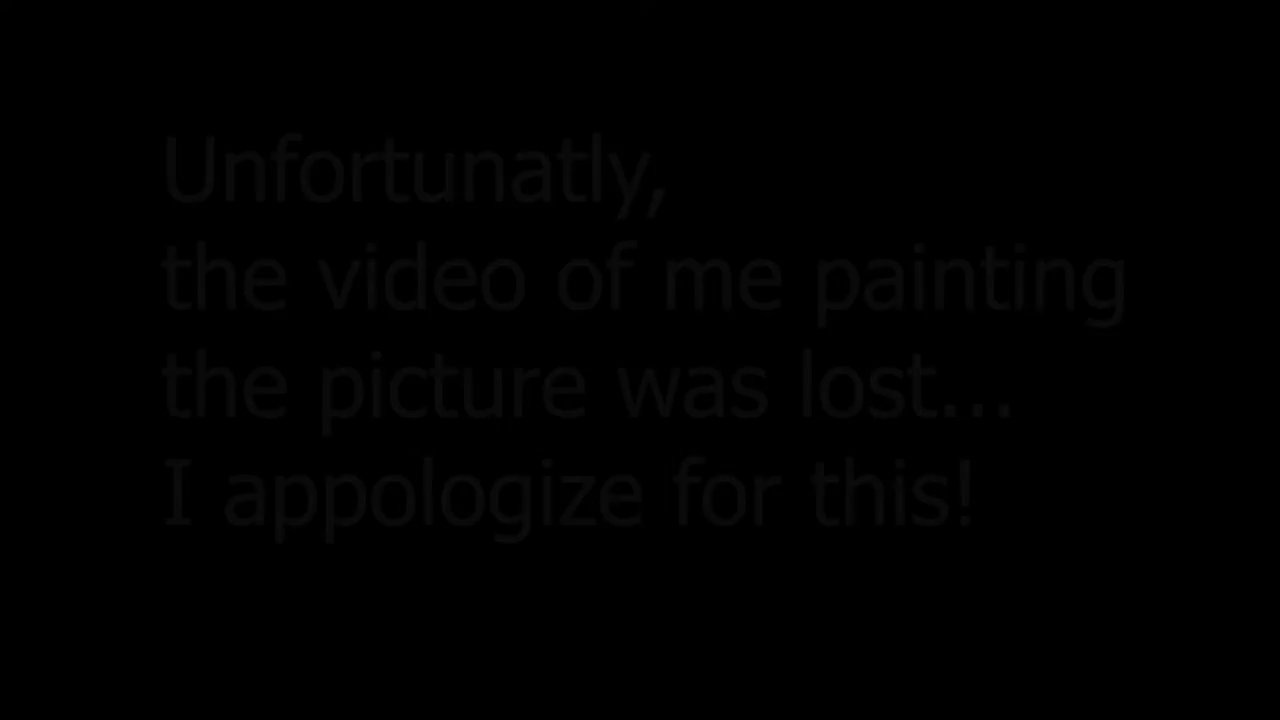 Unfortunatly,
the video of me painting
the picture was lost...
I appologize for this!